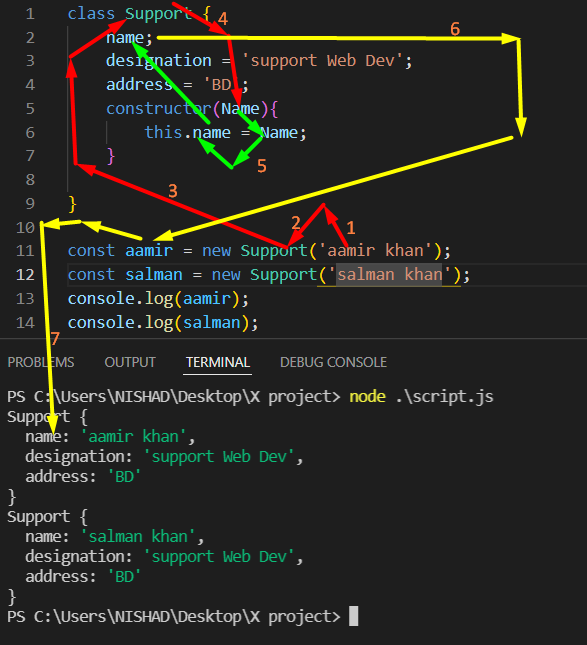 1 class Support { 4
2 name; 6
3 designation = 'support Web Dev';
4 address = 'BD';
5 constructor(Name){
6 this.name = Name;
7 } 5
8 3
9 } 2 1
10
11 const aamir = new Support('aamir khan');
12 const salman = new Support('salman khan');
13 console.log(aamir);
14 console.log(salman);
7
PROBLEMS OUTPUT TERMINAL DEBUG CONSOLE
PS C:\Users\NISHAD\Desktop\X project> node .\script.js
Support {
name: 'aamir khan',
designation: 'support Web Dev',
address: 'BD'
}
Support {
name: 'salman khan',
designation: 'support Web Dev',
address: 'BD'
}
PS C:\Users\NISHAD\Desktop\X project>